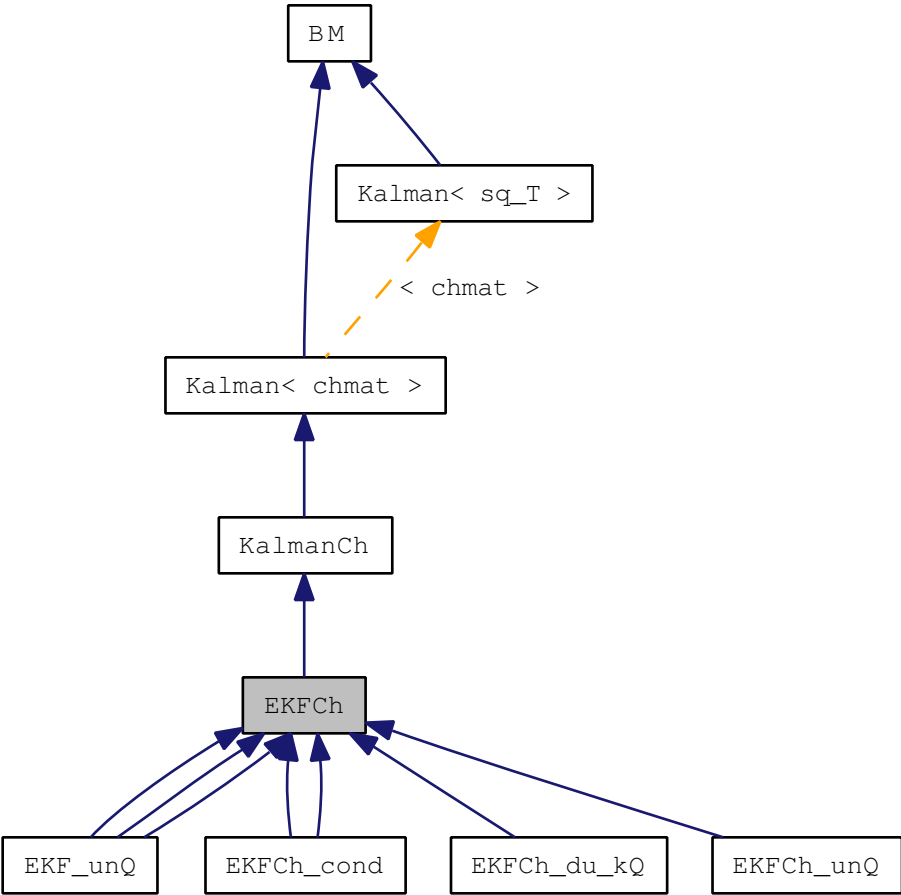 BM
Kalman< sq_T >
< chmat >
Kalman< chmat >
KalmanCh
EKFCh
EKF_unQ
EKFCh_cond
EKFCh_du_kQ
EKFCh_unQ